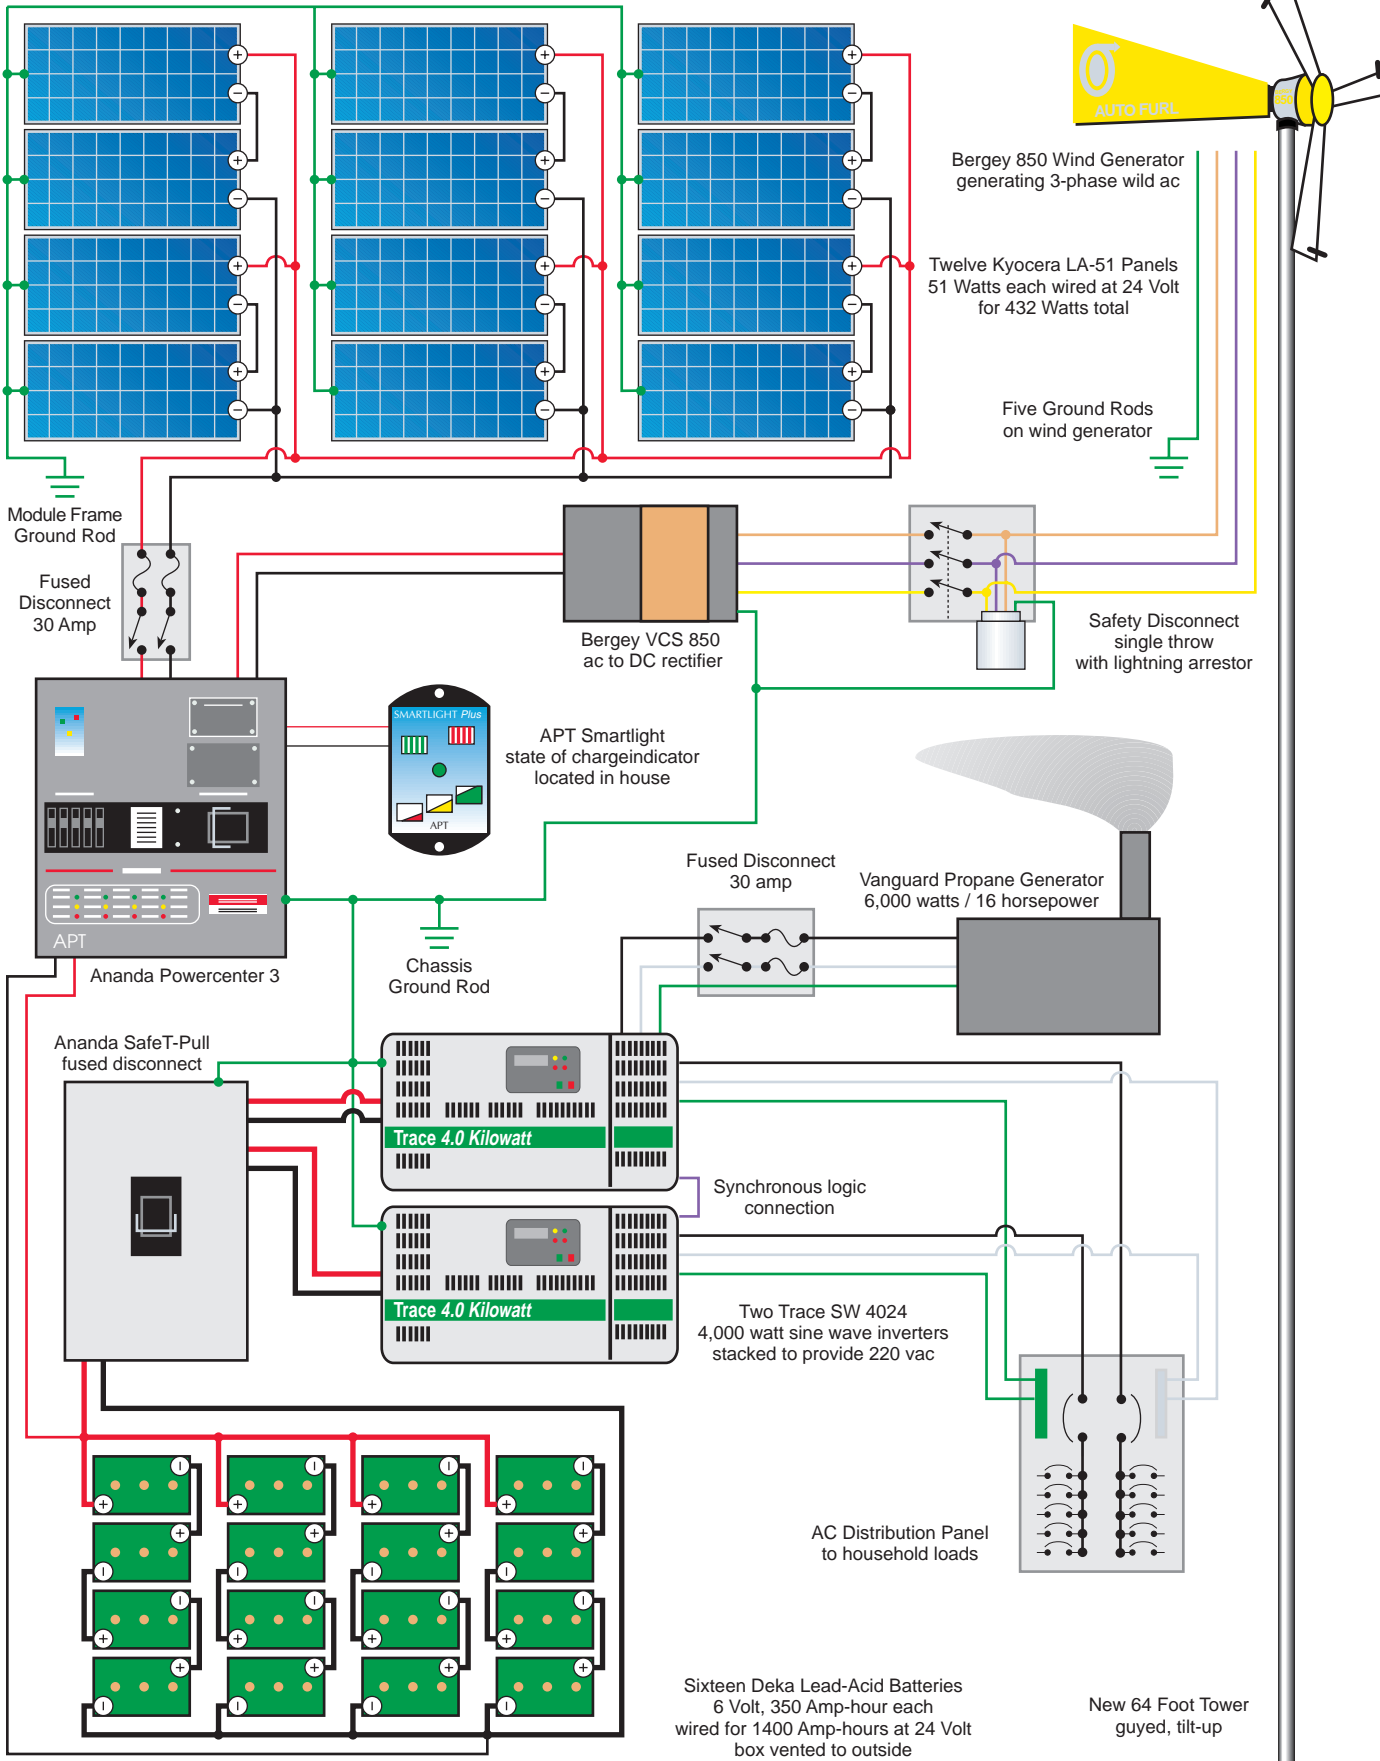 AUTO FURL
Bergey 850 Wind Generator
generating 3-phase wild ac
Twelve Kyocera LA-51 Panels
51 Watts each wired at 24 Volt
for 432 Watts total
Five Ground Rods
on wind generator
Module Frame
Ground Rod
Fused
Disconnect
30 Amp
Bergey VCS 850
ac to DC rectifier
Safety Disconnect
single throw
with lightning arrestor
SMARTLIGHT Plus
APT
APT Smartlight
state of chargeindicator
located in house
APT
Ananda Powercenter 3
Chassis
Ground Rod
Fused Disconnect
30 amp
Vanguard Propane Generator
6,000 watts / 16 horsepower
Ananda SafeT-Pull
fused disconnect
Trace 4.0 Kilowatt
Synchronous logic
connection
Trace 4.0 Kilowatt
Two Trace SW 4024
4,000 watt sine wave inverters
stacked to provide 220 vac
AC Distribution Panel
to household loads
Sixteen Deka Lead-Acid Batteries
6 Volt, 350 Amp-hour each
wired for 1400 Amp-hours at 24 Volt
box vented to outside
New 64 Foot Tower
guyed, tilt-up